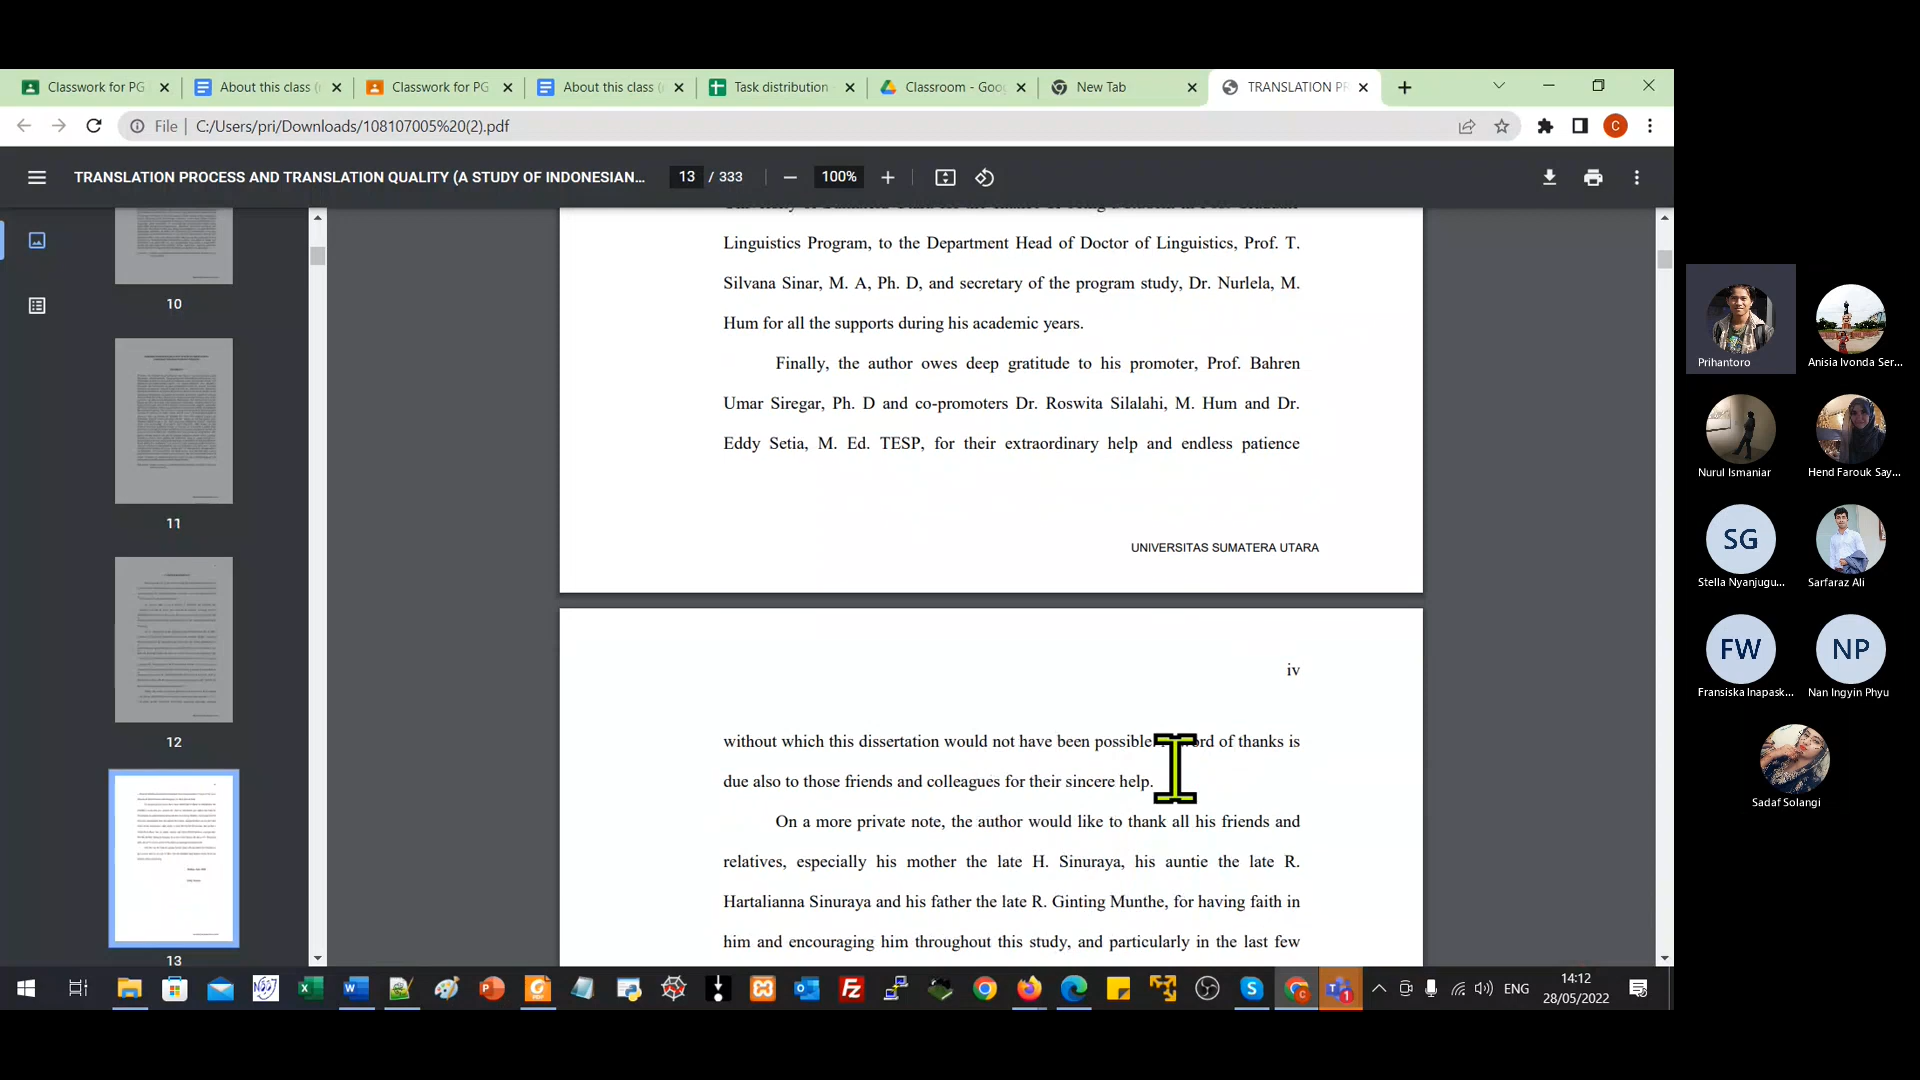 Classwork for PG
About this class (
Classwork for PG
About this class (
Task distribution
Classroom - Goo
New Tab
TRANSLATION PR
File | C:/Users/pri/Downloads/108107005%20(2).pdf
C
TRANSLATION PROCESS AND TRANSLATION QUALITY (A STUDY OF INDONESIAN...
13 / 333
100%
10
11
12
13
Linguistics Program, to the Department Head of Doctor of Linguistics, Prof. T.
Silvana Sinar, M. A, Ph. D, and secretary of the program study, Dr. Nurlela, M.
Hum for all the supports during his academic years.
Finally, the author owes deep gratitude to his promoter, Prof. Bahren
Umar Siregar, Ph. D and co-promoters Dr. Roswita Silalahi, M. Hum and Dr.
Eddy Setia, M. Ed. TESP, for their extraordinary help and endless patience
UNIVERSITAS SUMATERA UTARA
iv
without which this dissertation would not have been possible. of thanks is
due also to those friends and colleagues for their sincere help.
On a more private note, the author would like to thank all his friends and
relatives, especially his mother the late H. Sinuraya, his auntie the late R.
Hartalianna Sinuraya and his father the late R. Ginting Munthe, for having faith in
him and encouraging him throughout this study, and particularly in the last few
ENG
14:12
28/05/2022
Prihantoro
Anisia Ivonda Ser...
Nurul Ismaniar
Hend Farouk Say...
SG
Stella Nyanjugu...
Sarfaraz Ali
FW
Fransiska Inapask...
NP
Nan Ingyin Phyu
Sadaf Solangi